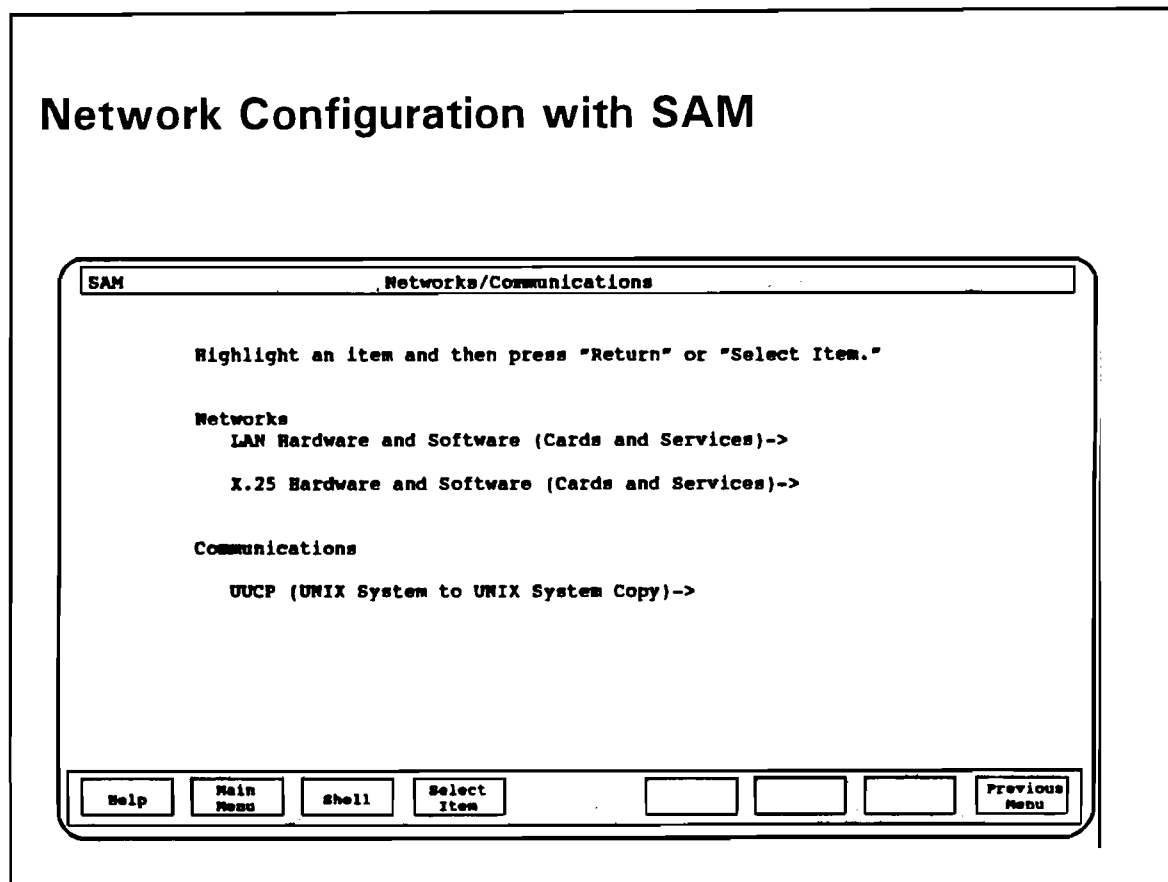 Network Configuration with SAM
SAM Networks/Communications
Highlight an item and then press "Return" or "Select Item."
Networks
LAN Hardware and Software (Cards and Services)->
X.25 Hardware and Software (Cards and Services)->
Communications
UUCP (UNIX System to UNIX System Copy)->
Help
Main
Menu
Shell
Select
Item
Previous
Menu